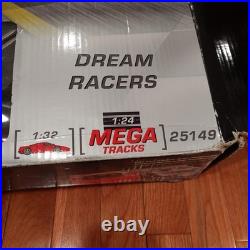 DREAM
RACERS
1:24
[ 1:32 ] [ MEGA ] 25149
TRACKS